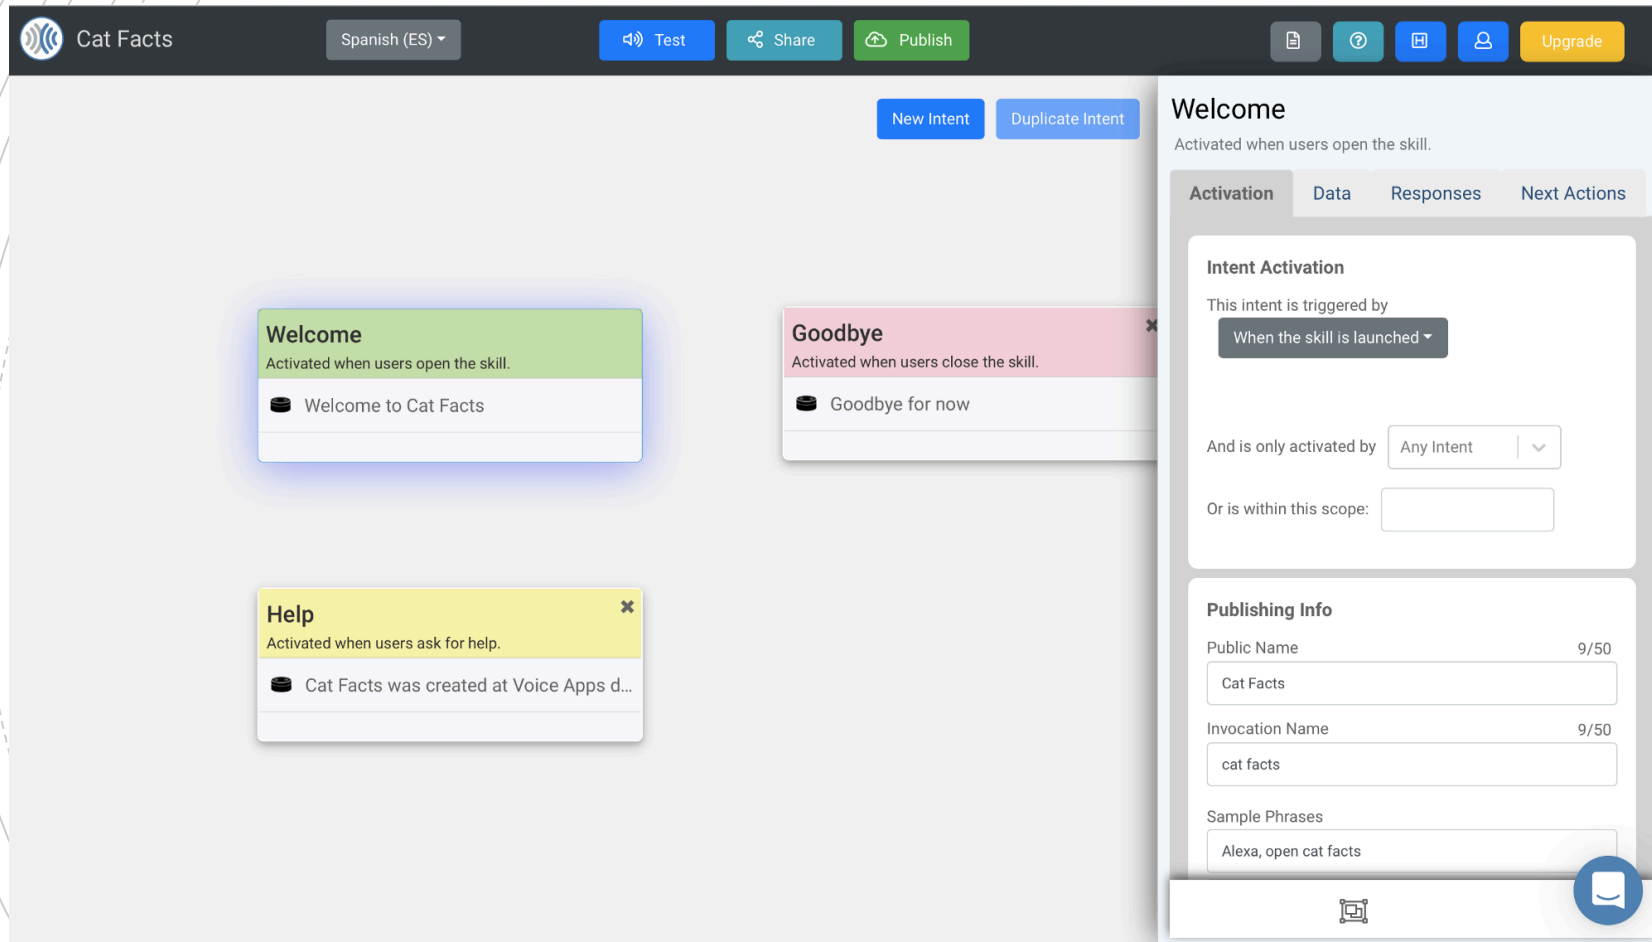 Cat Facts
Spanish (ES)
Test
Share
Publish
Upgrade
New Intent
Duplicate Intent
Welcome
Activated when users open the skill.
Welcome to Cat Facts
Goodbye
Activated when users close the skill.
Goodbye for now
Help
Activated when users ask for help.
Cat Facts was created at Voice Apps d...
Welcome
Activated when users open the skill.
Activation Data Responses Next Actions
Intent Activation
This intent is triggered by
When the skill is launched
And is only activated by Any Intent
Or is within this scope:
Publishing Info
Public Name 9/50
Cat Facts
Invocation Name 9/50
cat facts
Sample Phrases
Alexa, open cat facts